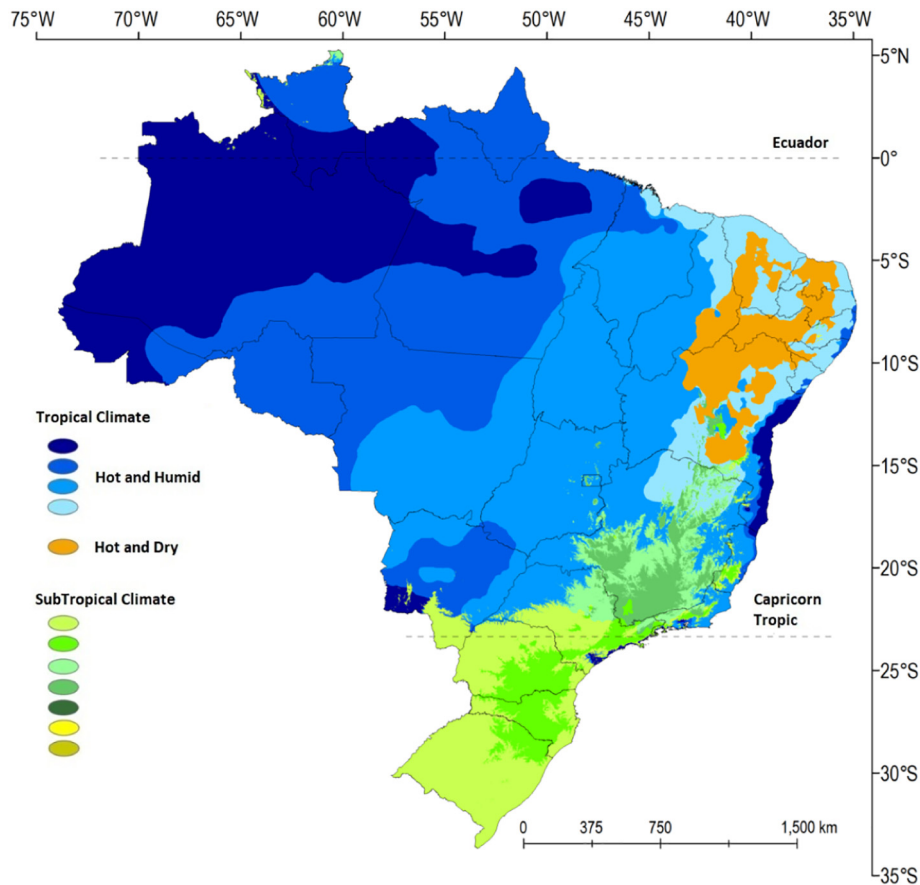 75°W 70°W 65°W 60°W 55°W 50°W 45°W 40°W 35°W
5°N
Ecuador
0°
5°S
10°S
Tropical Climate
Hot and Humid
15°S
Hot and Dry
20°S
SubTropical Climate
Capricorn
Tropic
25°S
30°S
0 375 750 1,500 km
35°S